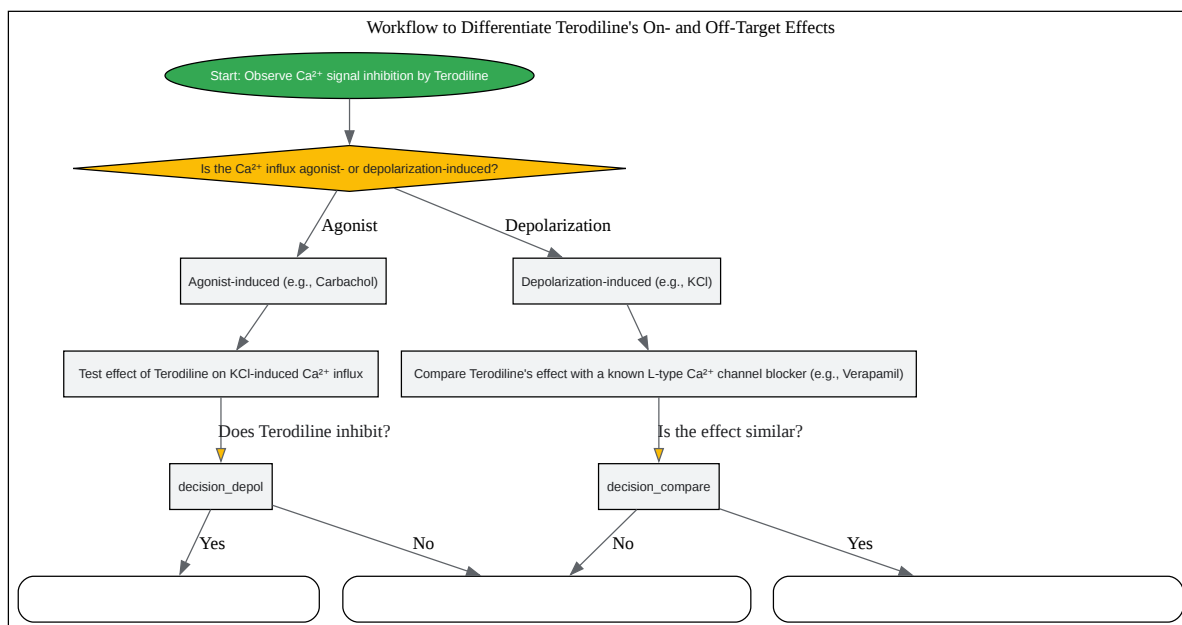 Workflow to Differentiate Terodiline's On- and Off-Target Effects
Start: Observe Ca²⁺ signal inhibition by Terodiline
Is the Ca²⁺ influx agonist- or depolarization-induced?
Agonist
Depolarization
Agonist-induced (e.g., Carbachol)
Depolarization-induced (e.g., KCl)
Test effect of Terodiline on KCl-induced Ca²⁺ influx
Compare Terodiline's effect with a known L-type Ca²⁺ channel blocker (e.g., Verapamil)
Does Terodiline inhibit?
Is the effect similar?
decision_depol
decision_compare
Yes
No
No
Yes